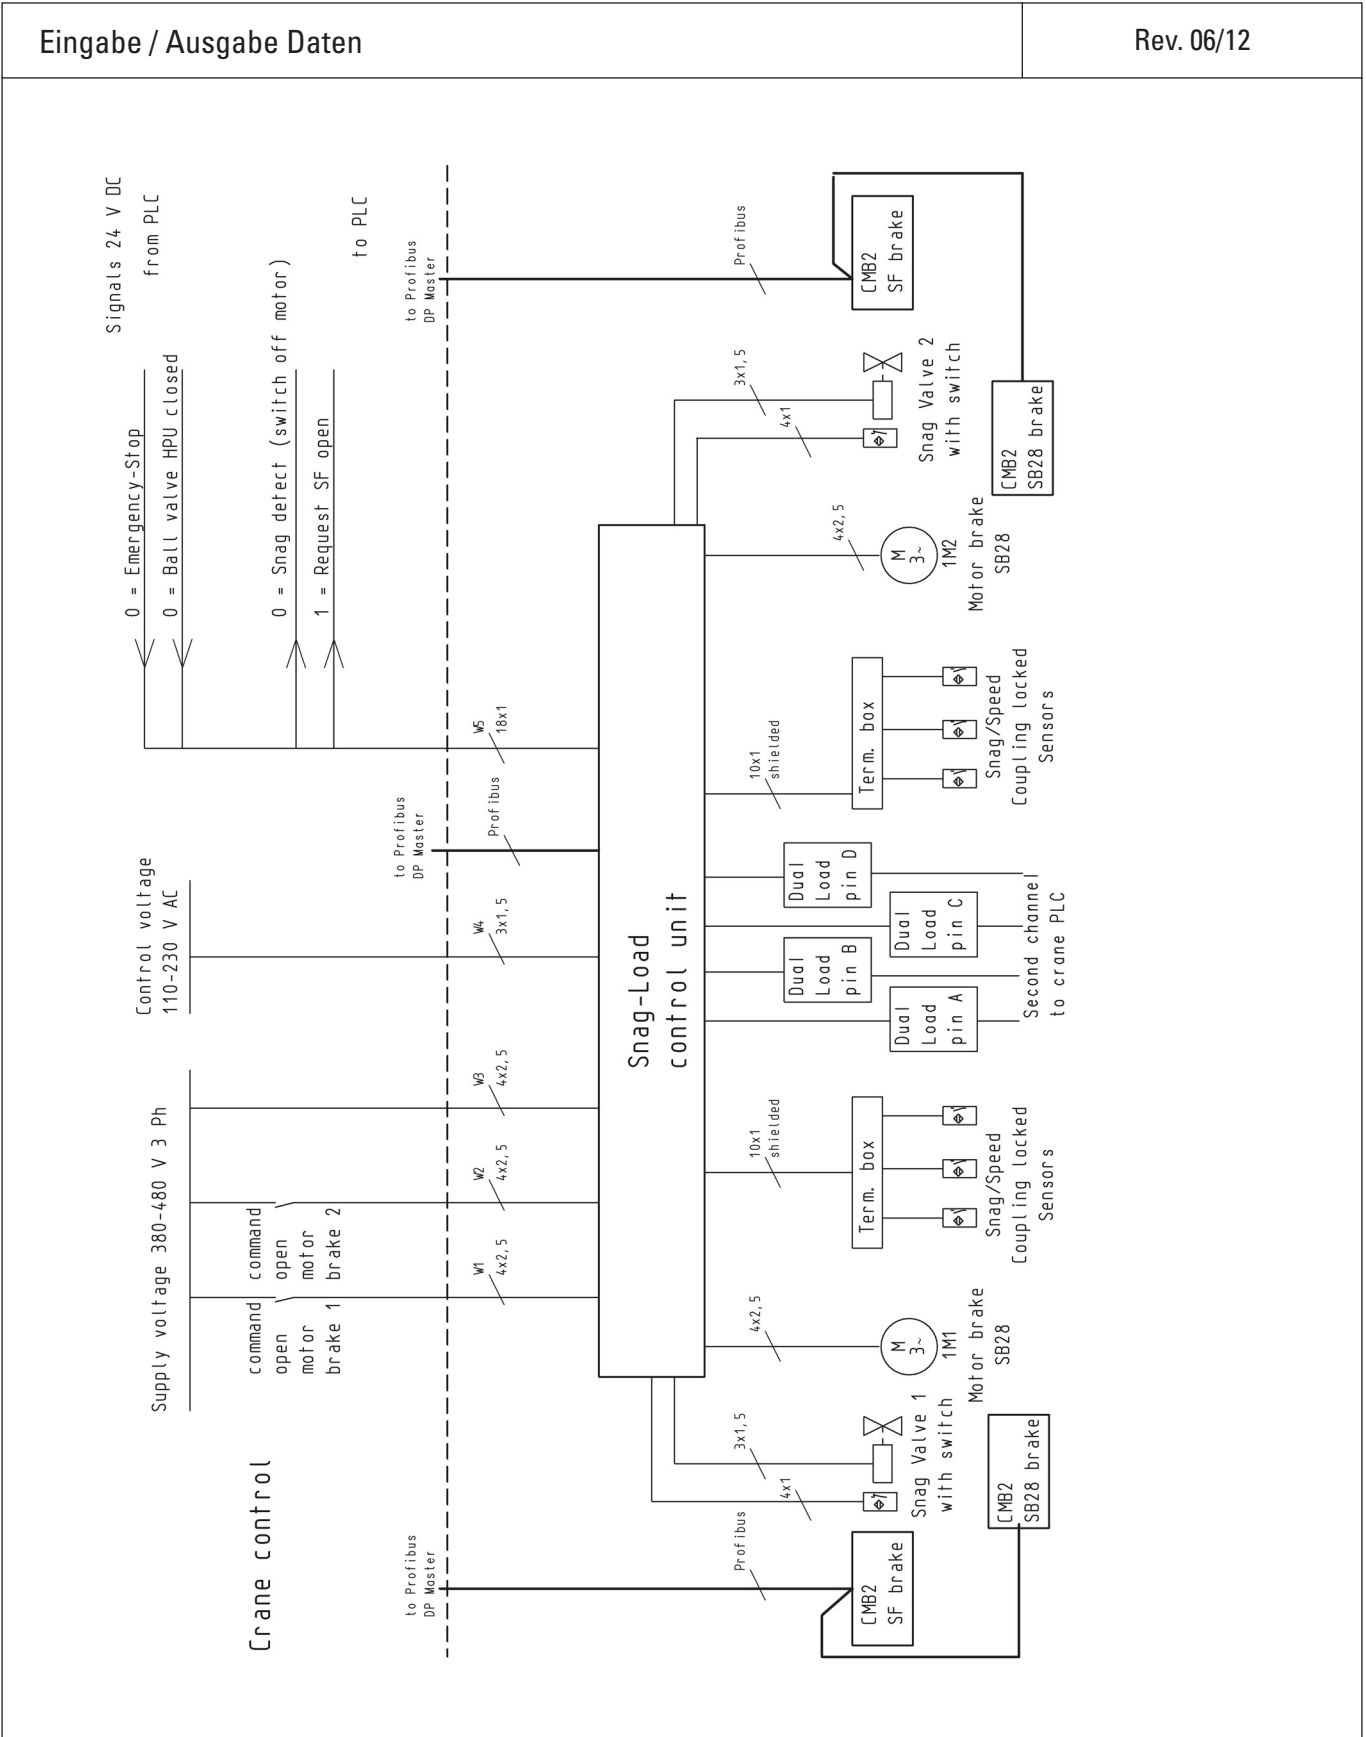 Eingabe / Ausgabe Daten
Rev. 06/12
Crane control
Supply voltage 380-480 V 3 Ph
Control voltage
110-230 V AC
Signals 24 V DC
from PLC
0 = Emergency-Stop
0 = Ball valve HPU closed
0 = Snag detect (switch off motor)
1 = Request SF open
to PLC
command
open
motor
brake 1
command
open
motor
brake 2
to Profibus
DP Master
to Profibus
DP Master
to Profibus
DP Master
W1
4x2,5
W2
4x2,5
W3
4x2,5
W4
3x1,5
Profibus
W5
18x1
Snag-Load
control unit
Profibus
4x1
3x1,5
4x2,5
10x1
shielded
10x1
shielded
4x2,5
4x1
3x1,5
Profibus
CMB2
SF brake
CMB2
SB28 brake
Snag Valve 1
with switch
M
3~
1M1
Motor brake
SB28
Term. box
Snag/Speed
Coupling locked
Sensors
Dual
Load
pin A
Dual
Load
pin B
Dual
Load
pin C
Dual
Load
pin D
Second channel
to crane PLC
Term. box
Snag/Speed
Coupling locked
Sensors
M
3~
1M2
Motor brake
SB28
Snag Valve 2
with switch
CMB2
SB28 brake
CMB2
SF brake